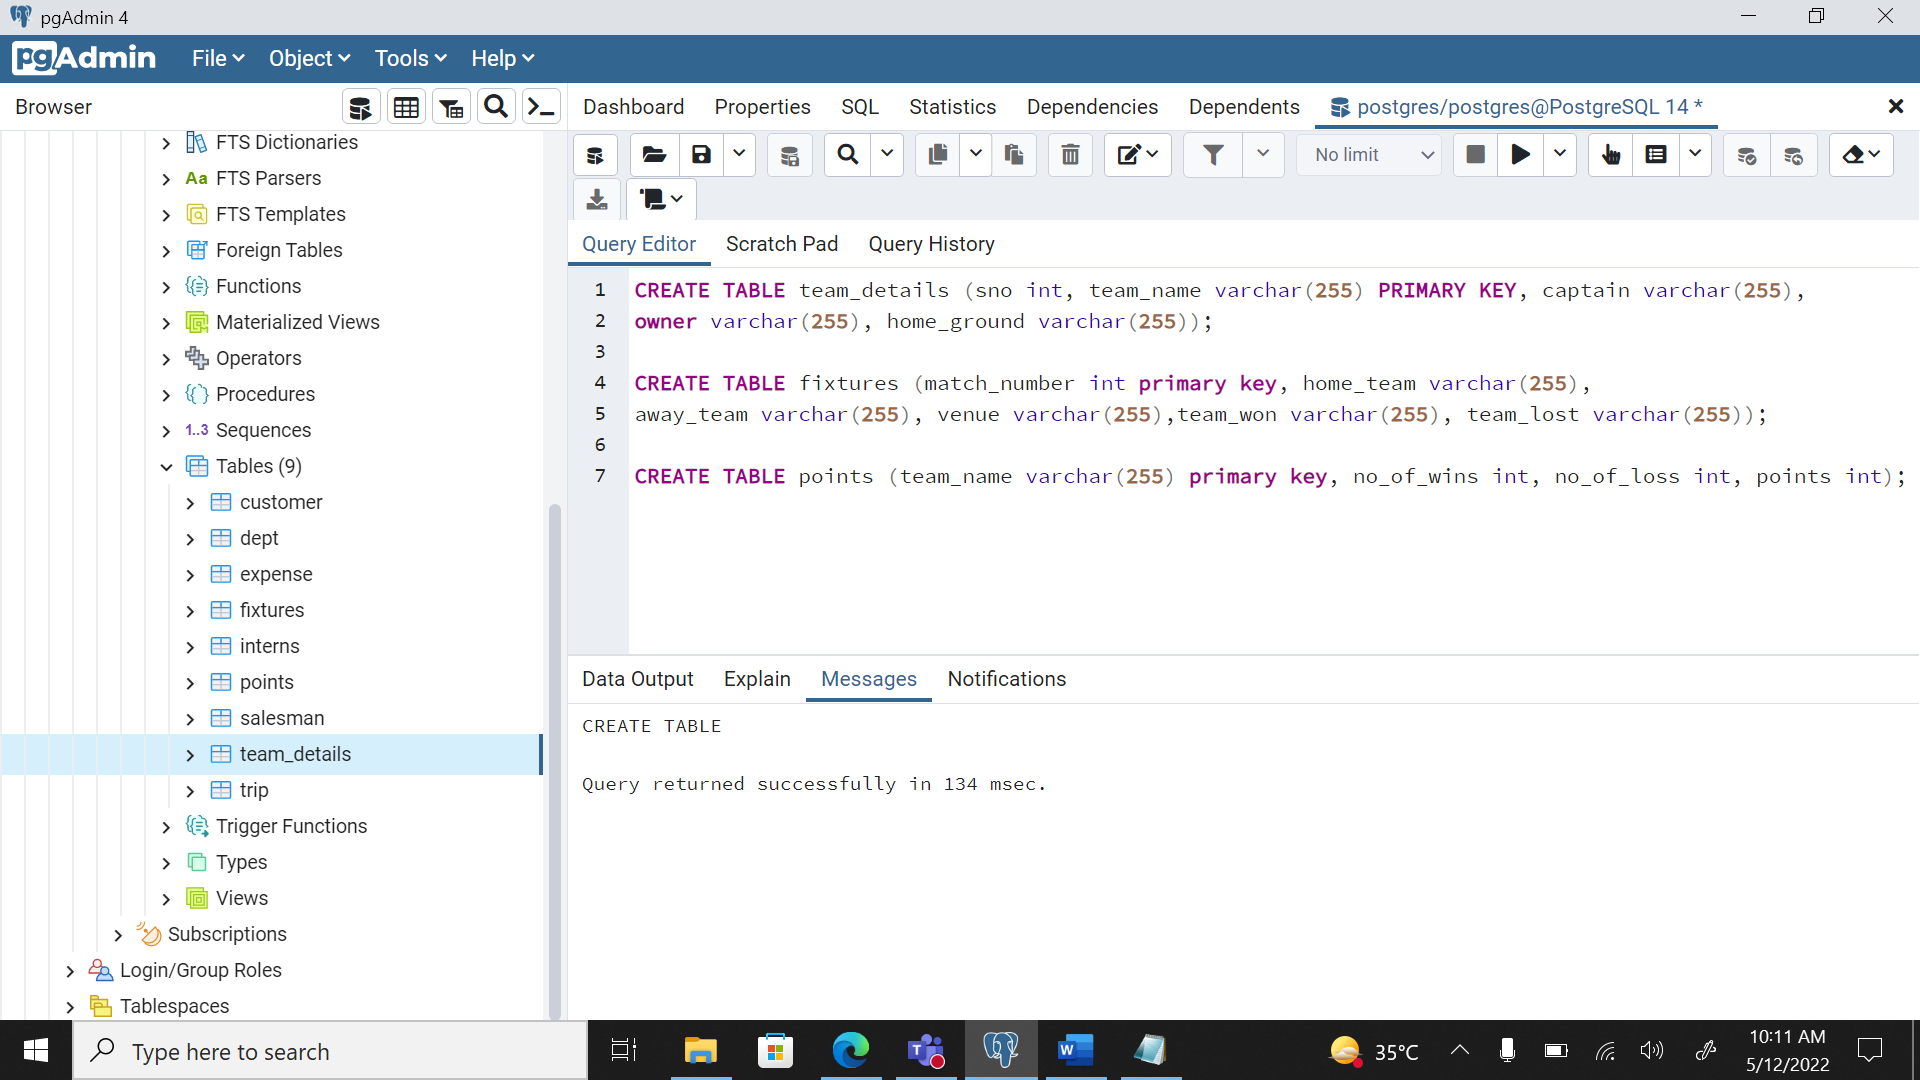 pgAdmin 4
pgAdmin File Object Tools Help
Browser
Dashboard Properties SQL Statistics Dependencies Dependents postgres/postgres@PostgreSQL 14 *
No limit
FTS Dictionaries
Aa FTS Parsers
FTS Templates
Foreign Tables
Functions
Materialized Views
Operators
Procedures
1..3 Sequences
Tables (9)
customer
dept
expense
fixtures
interns
points
salesman
team_details
trip
Trigger Functions
Types
Views
Subscriptions
Login/Group Roles
Tablespaces
Query Editor Scratch Pad Query History
1 CREATE TABLE team_details (sno int, team_name varchar(255) PRIMARY KEY, captain varchar(255),
2 owner varchar(255), home_ground varchar(255));
3
4 CREATE TABLE fixtures (match_number int primary key, home_team varchar(255),
5 away_team varchar(255), venue varchar(255),team_won varchar(255), team_lost varchar(255));
6
7 CREATE TABLE points (team_name varchar(255) primary key, no_of_wins int, no_of_loss int, points int);
Data Output Explain Messages Notifications
CREATE TABLE
Query returned successfully in 134 msec.
Type here to search
T
W
35°C
10:11 AM
5/12/2022